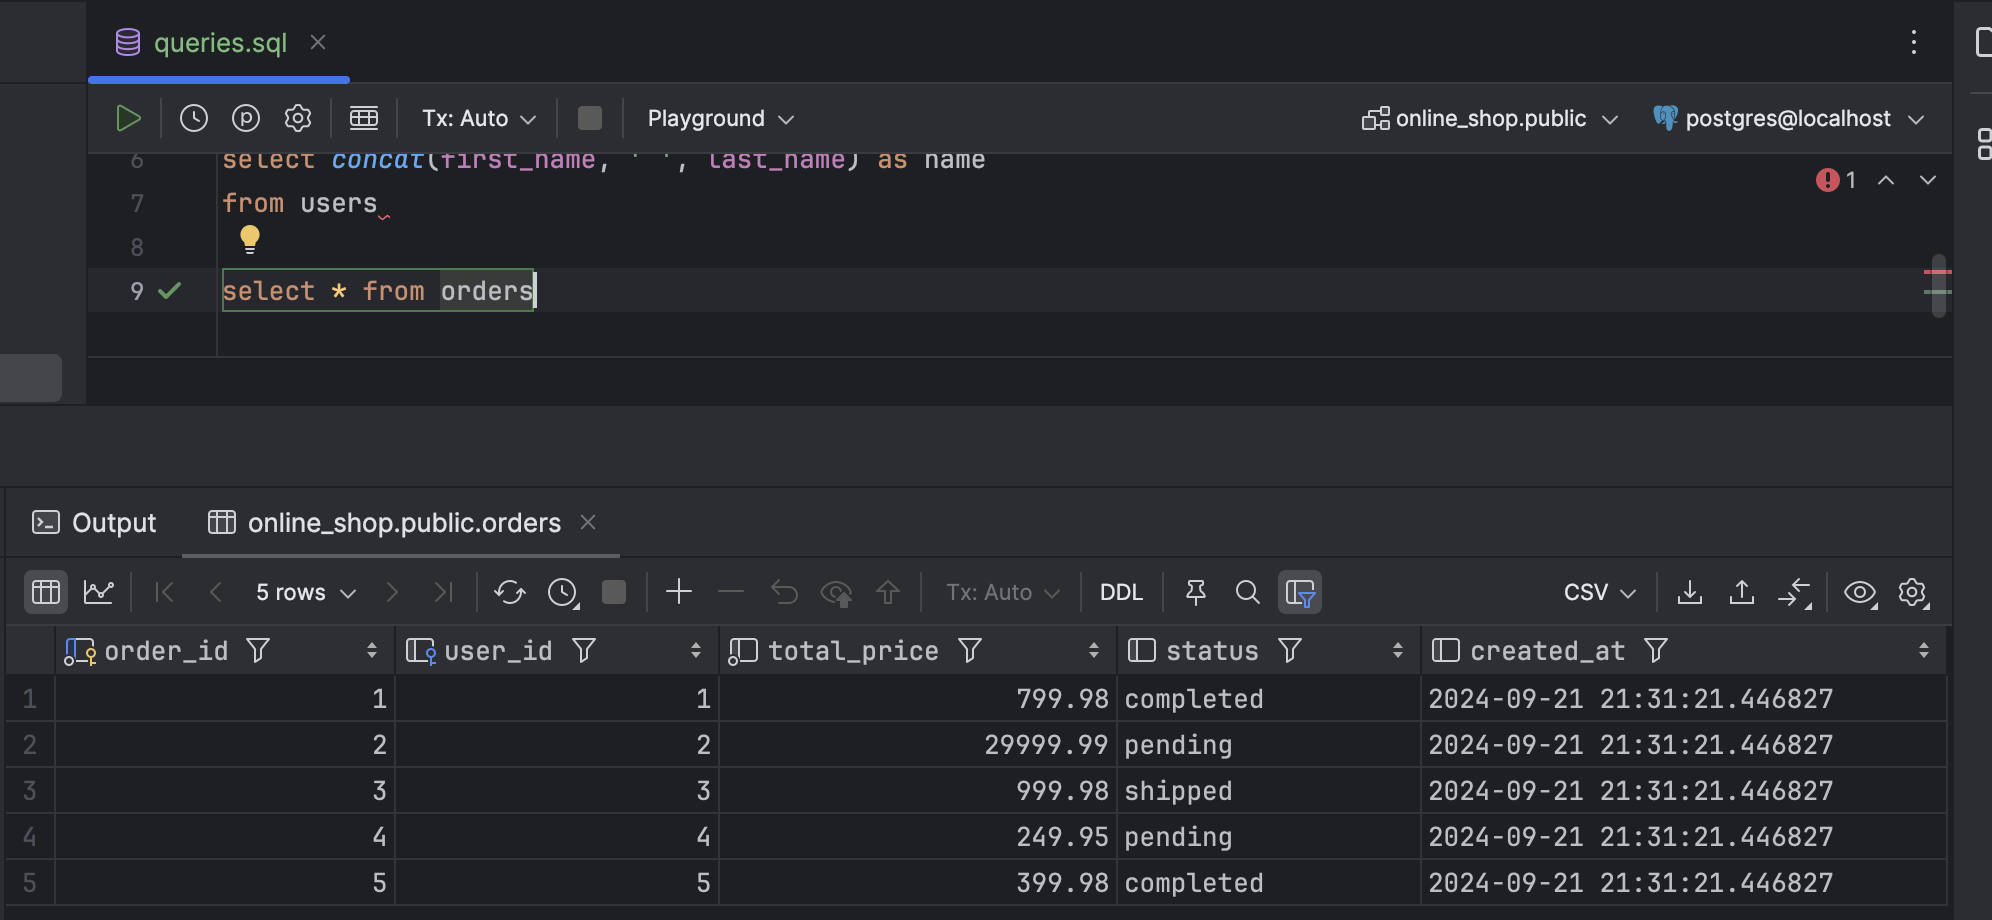 queries.sql
Tx: Auto Playground online_shop.public postgres@localhost
6 select concat(first_name, ' ', last_name) as name
1
7 from users
8
9 select * from orders
Output online_shop.public.orders
5 rows Tx: Auto DDL CSV
order_id user_id total_price status created_at
1 1 1 799.98 completed 2024-09-21 21:31:21.446827
2 2 2 29999.99 pending 2024-09-21 21:31:21.446827
3 3 3 999.98 shipped 2024-09-21 21:31:21.446827
4 4 4 249.95 pending 2024-09-21 21:31:21.446827
5 5 5 399.98 completed 2024-09-21 21:31:21.446827